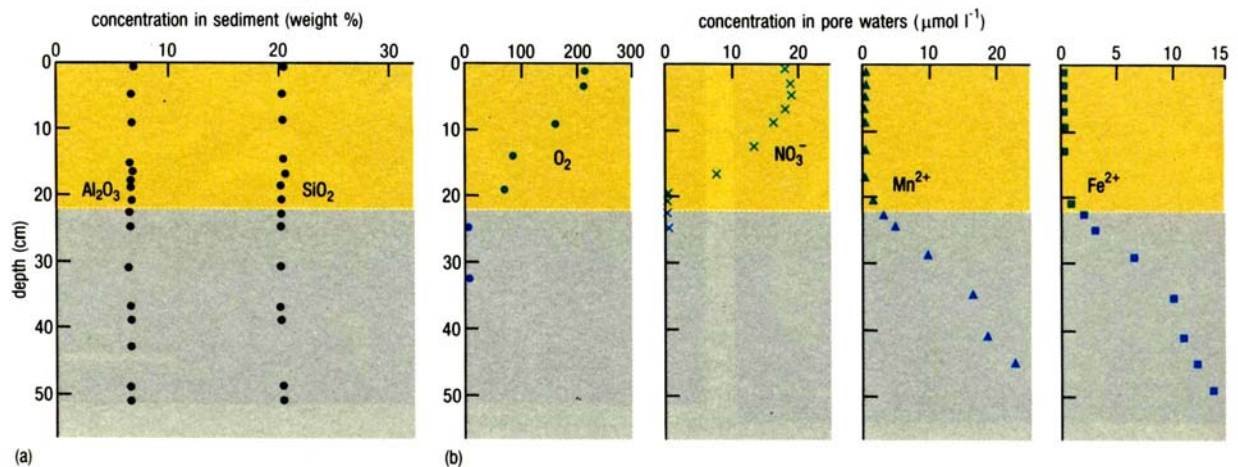 concentration in sediment (weight %)
0 10 20 30
concentration in pore waters (μmol l⁻¹)
0 100 200 300
0 10 20
0 10 20 30
0 5 10 15
depth (cm)
0
10
20
30
40
50
Al₂O₃
SiO₂
O₂
NO₃⁻
Mn²⁺
Fe²⁺
(a)
(b)